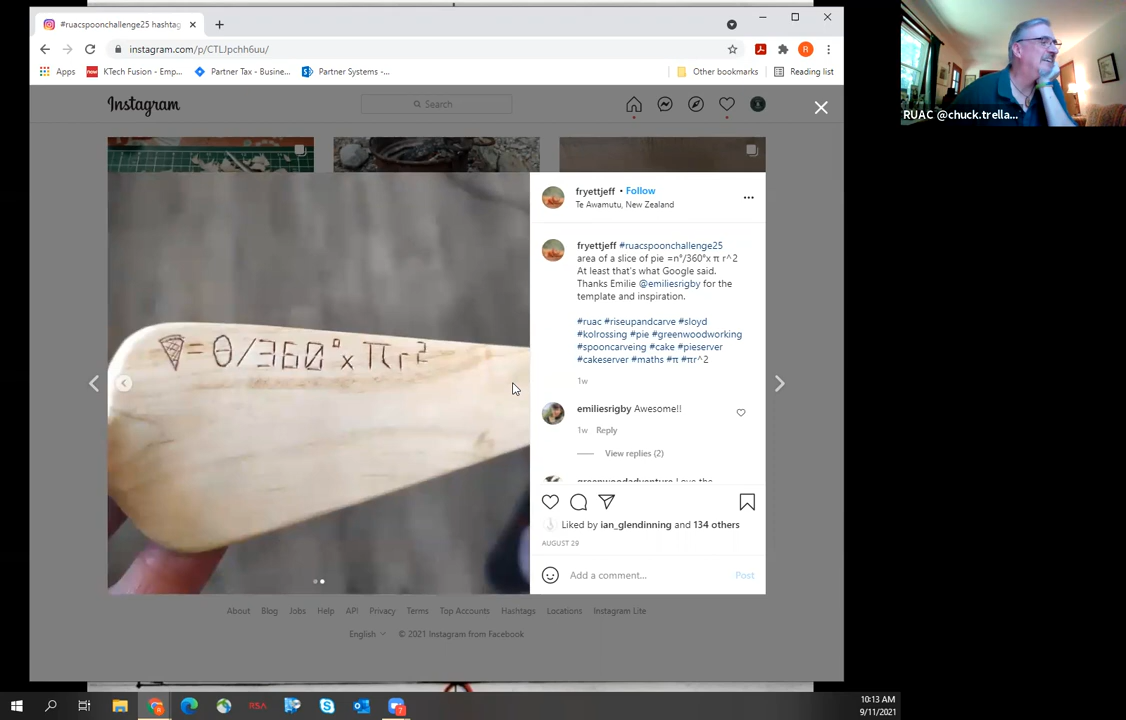 #ruacspoonchallenge25 hashtag
instagram.com/p/CTLJpchh6uu/
Apps
KTech Fusion - Emp...
Partner Tax - Busine...
Partner Systems -...
Other bookmarks
Reading list
Instagram
Search
fryettjeff • Follow
Te Awamutu, New Zealand
fryettjeff #ruacspoonchallenge25
area of a slice of pie =n°/360°x π r^2
At least that's what Google said.
Thanks Emilie @emiliesrigby for the
template and inspiration.
#ruac #riseupandcarve #sloyd
#kolrossing #pie #greenwoodworking
#spooncarveing #cake #pieserver
#cakeserver #maths #π #πr^2
1w
emiliesrigby Awesome!!
1w Reply
View replies (2)
Liked by ian_glendinning and 134 others
AUGUST 29
Add a comment...
Post
= θ/360°x πr²
About Blog Jobs Help API Privacy Terms Top Accounts Hashtags Locations Instagram Lite
English © 2021 Instagram from Facebook
RUAC @chuck.trella...
RSA
10:13 AM
9/11/2021